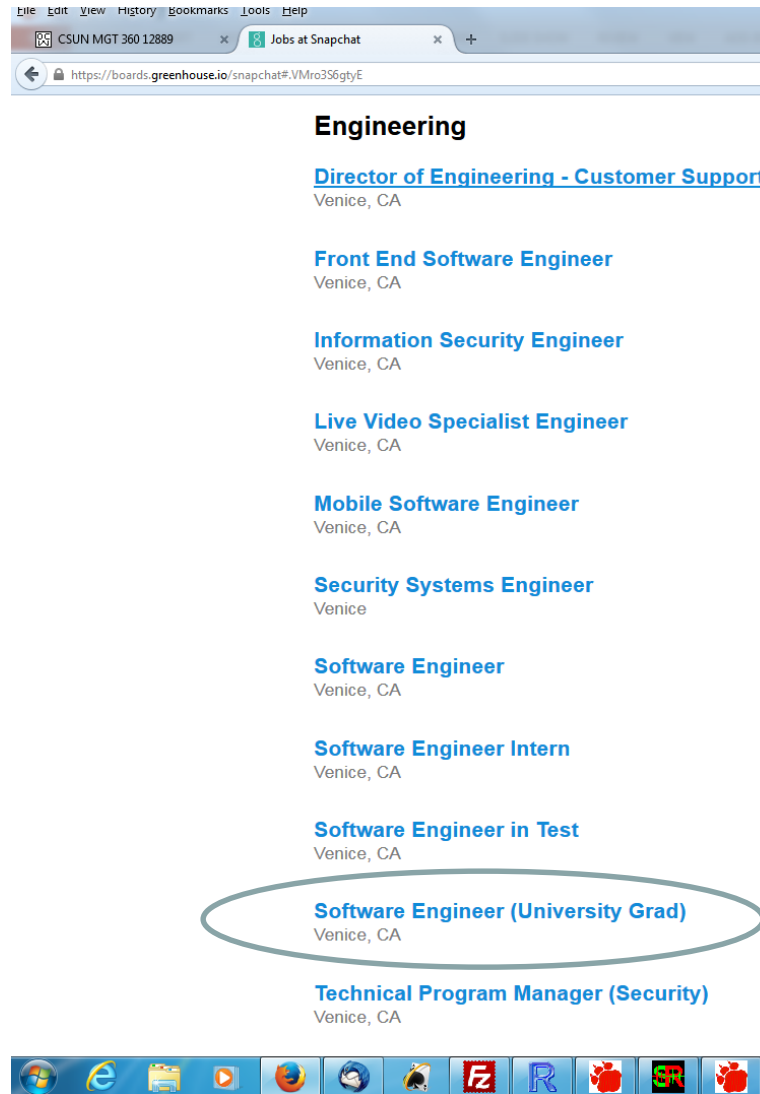 File Edit View History Bookmarks Tools Help
CSUN MGT 360 12889 × Jobs at Snapchat × +
https://boards.greenhouse.io/snapchat#.VMro3S6gtyE
Engineering
Director of Engineering - Customer Support
Venice, CA
Front End Software Engineer
Venice, CA
Information Security Engineer
Venice, CA
Live Video Specialist Engineer
Venice, CA
Mobile Software Engineer
Venice, CA
Security Systems Engineer
Venice
Software Engineer
Venice, CA
Software Engineer Intern
Venice, CA
Software Engineer in Test
Venice, CA
Software Engineer (University Grad)
Venice, CA
Technical Program Manager (Security)
Venice, CA
Fz R SR